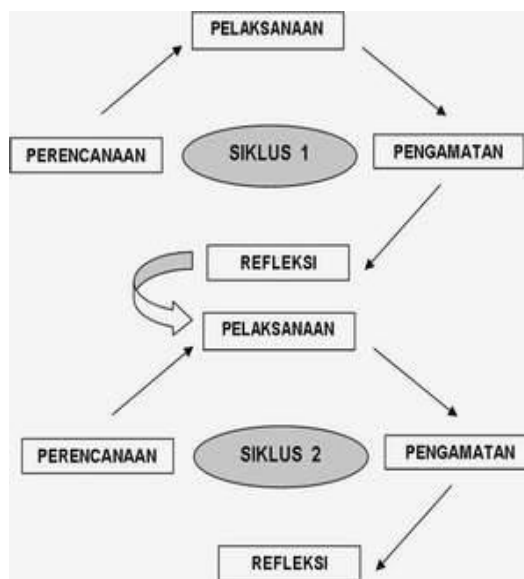 PELAKSANAAN
PERENCANAAN
SIKLUS 1
PENGAMATAN
REFLEKSI
PELAKSANAAN
PERENCANAAN
SIKLUS 2
PENGAMATAN
REFLEKSI